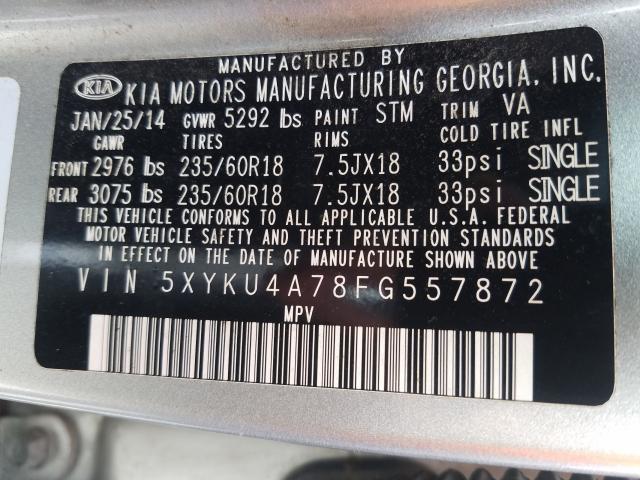 MANUFACTURED BY
KIA KIA MOTORS MANUFACTURING GEORGIA, INC.
JAN/25/14 GVWR 5292 lbs PAINT STM TRIM VA
GAWR TIRES RIMS COLD TIRE INFL
FRONT 2976 lbs 235/60R18 7.5JX18 33psi SINGLE
REAR 3075 lbs 235/60R18 7.5JX18 33psi SINGLE
THIS VEHICLE CONFORMS TO ALL APPLICABLE U.S.A. FEDERAL
MOTOR VEHICLE SAFETY AND THEFT PREVENTION STANDARDS
IN EFFECT ON THE DATE OF MANUFACTURE SHOWN ABOVE.
VIN 5XYKU4A78FG557872
MPV